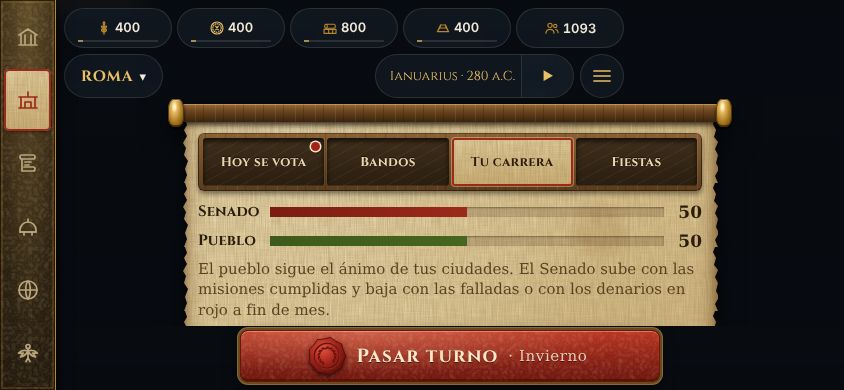 400
400
800
400
1093
ROMA ▾
IANUARIUS · 280 A.C.
HOY SE VOTA
BANDOS
TU CARRERA
FIESTAS
SENADO 50
PUEBLO 50
El pueblo sigue el ánimo de tus ciudades. El Senado sube con las
misiones cumplidas y baja con las falladas o con los denarios en
rojo a fin de mes.
PASAR TURNO · Invierno